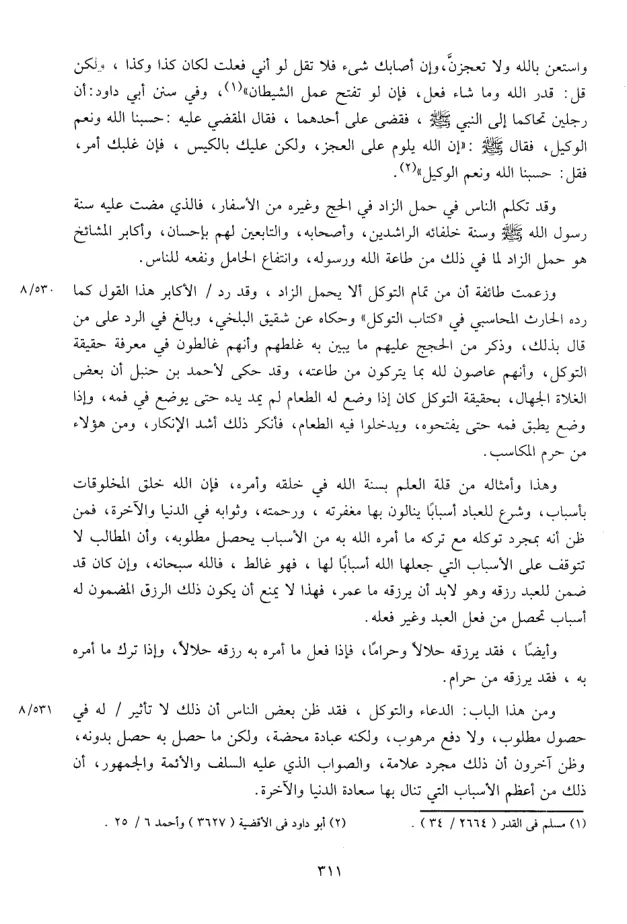 واستعن بالله ولا تعجزنَّ، وإن أصابك شىء فلا تقل لو أني فعلت لكان كذا وكذا ، ولكن
قل: قدر الله وما شاء فعل، فإن لو تفتح عمل الشيطان»(١)، وفي سنن أبي داود: أن
رجلين تحاكما إلى النبي ﷺ ، فقضى على أحدهما ، فقال المقضي عليه : حسبنا الله ونعم
الوكيل، فقال ﷺ : «إن الله يلوم على العجز، ولكن عليك بالكيس ، فإن غلبك أمر،
فقل: حسبنا الله ونعم الوكيل»(٢).
وقد تكلم الناس في حمل الزاد في الحج وغيره من الأسفار، فالذي مضت عليه سنة
رسول الله ﷺ وسنة خلفائه الراشدين، وأصحابه، والتابعين لهم بإحسان، وأكابر المشائخ
هو حمل الزاد لما في ذلك من طاعة الله ورسوله، وانتفاع الحامل ونفعه للناس.
وزعمت طائفة أن من تمام التوكل ألا يحمل الزاد ، وقد رد / الأكابر هذا القول كما ٨/٥٣٠
رده الحارث المحاسبي في «كتاب التوكل» وحكاه عن شقيق البلخي، وبالغ في الرد على من
قال بذلك، وذكر من الحجج عليهم ما يبين به غلطهم وأنهم غالطون في معرفة حقيقة
التوكل، وأنهم عاصون لله بما يتركون من طاعته، وقد حكى لأحمد بن حنبل أن بعض
الغلاة الجهال، بحقيقة التوكل كان إذا وضع له الطعام لم يمد يده حتى يوضع في فمه، وإذا
وضع يطبق فمه حتى يفتحوه، ويدخلوا فيه الطعام، فأنكر ذلك أشد الإنكار، ومن هؤلاء
من حرم المكاسب.
وهذا وأمثاله من قلة العلم بسنة الله في خلقه وأمره، فإن الله خلق المخلوقات
بأسباب، وشرع للعباد أسبابًا ينالون بها مغفرته ، ورحمته، وثوابه في الدنيا والآخرة، فمن
ظن أنه بمجرد توكله مع تركه ما أمره الله به من الأسباب يحصل مطلوبه، وأن المطالب لا
تتوقف على الأسباب التي جعلها الله أسبابًا لها ، فهو غالط ، فالله سبحانه، وإن كان قد
ضمن للعبد رزقه وهو لابد أن يرزقه ما عمر، فهذا لا يمنع أن يكون ذلك الرزق المضمون له
أسباب تحصل من فعل العبد وغير فعله.
وأيضًا ، فقد يرزقه حلالاً وحرامًا، فإذا فعل ما أمره به رزقه حلالاً، وإذا ترك ما أمره
به ، فقد يرزقه من حرام.
ومن هذا الباب: الدعاء والتوكل ، فقد ظن بعض الناس أن ذلك لا تأثير / له في ٨/٥٣١
حصول مطلوب، ولا دفع مرهوب، ولكنه عبادة محضة، ولكن ما حصل به حصل بدونه،
وظن آخرون أن ذلك مجرد علامة، والصواب الذي عليه السلف والأئمة والجمهور، أن
ذلك من أعظم الأسباب التي تنال بها سعادة الدنيا والآخرة.
(١) مسلم فى القدر ( ٢٦٦٤ / ٣٤ ) . (٢) أبو داود فى الأقضية ( ٣٦٢٧ ) وأحمد ٦ / ٢٥ .
٣١١